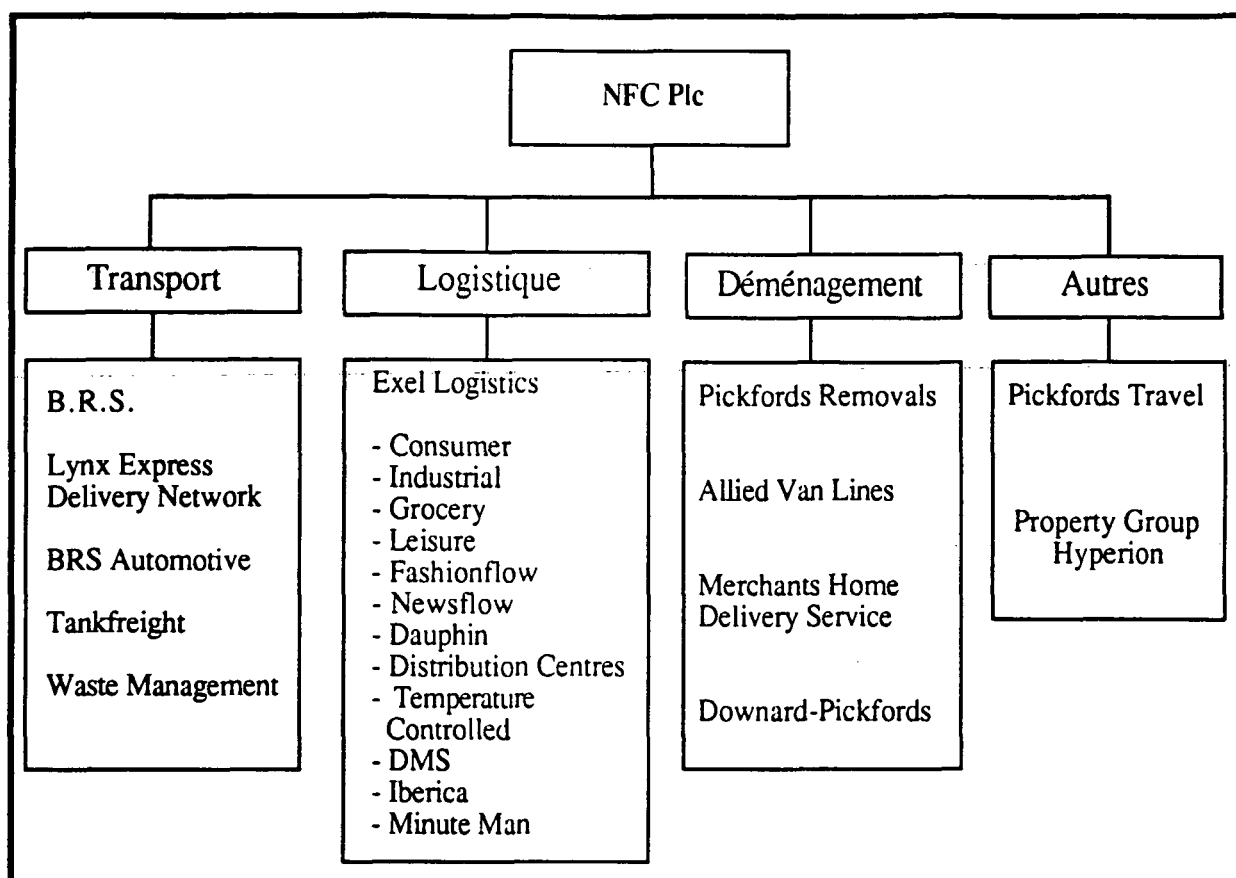 NFC Plc
Transport
B.R.S.
Lynx Express
Delivery Network
BRS Automotive
Tankfreight
Waste Management
Logistique
Exel Logistics
- Consumer
- Industrial
- Grocery
- Leisure
- Fashionflow
- Newsflow
- Dauphin
- Distribution Centres
- Temperature
Controlled
- DMS
- Iberica
- Minute Man
Déménagement
Pickfords Removals
Allied Van Lines
Merchants Home
Delivery Service
Downard-Pickfords
Autres
Pickfords Travel
Property Group
Hyperion